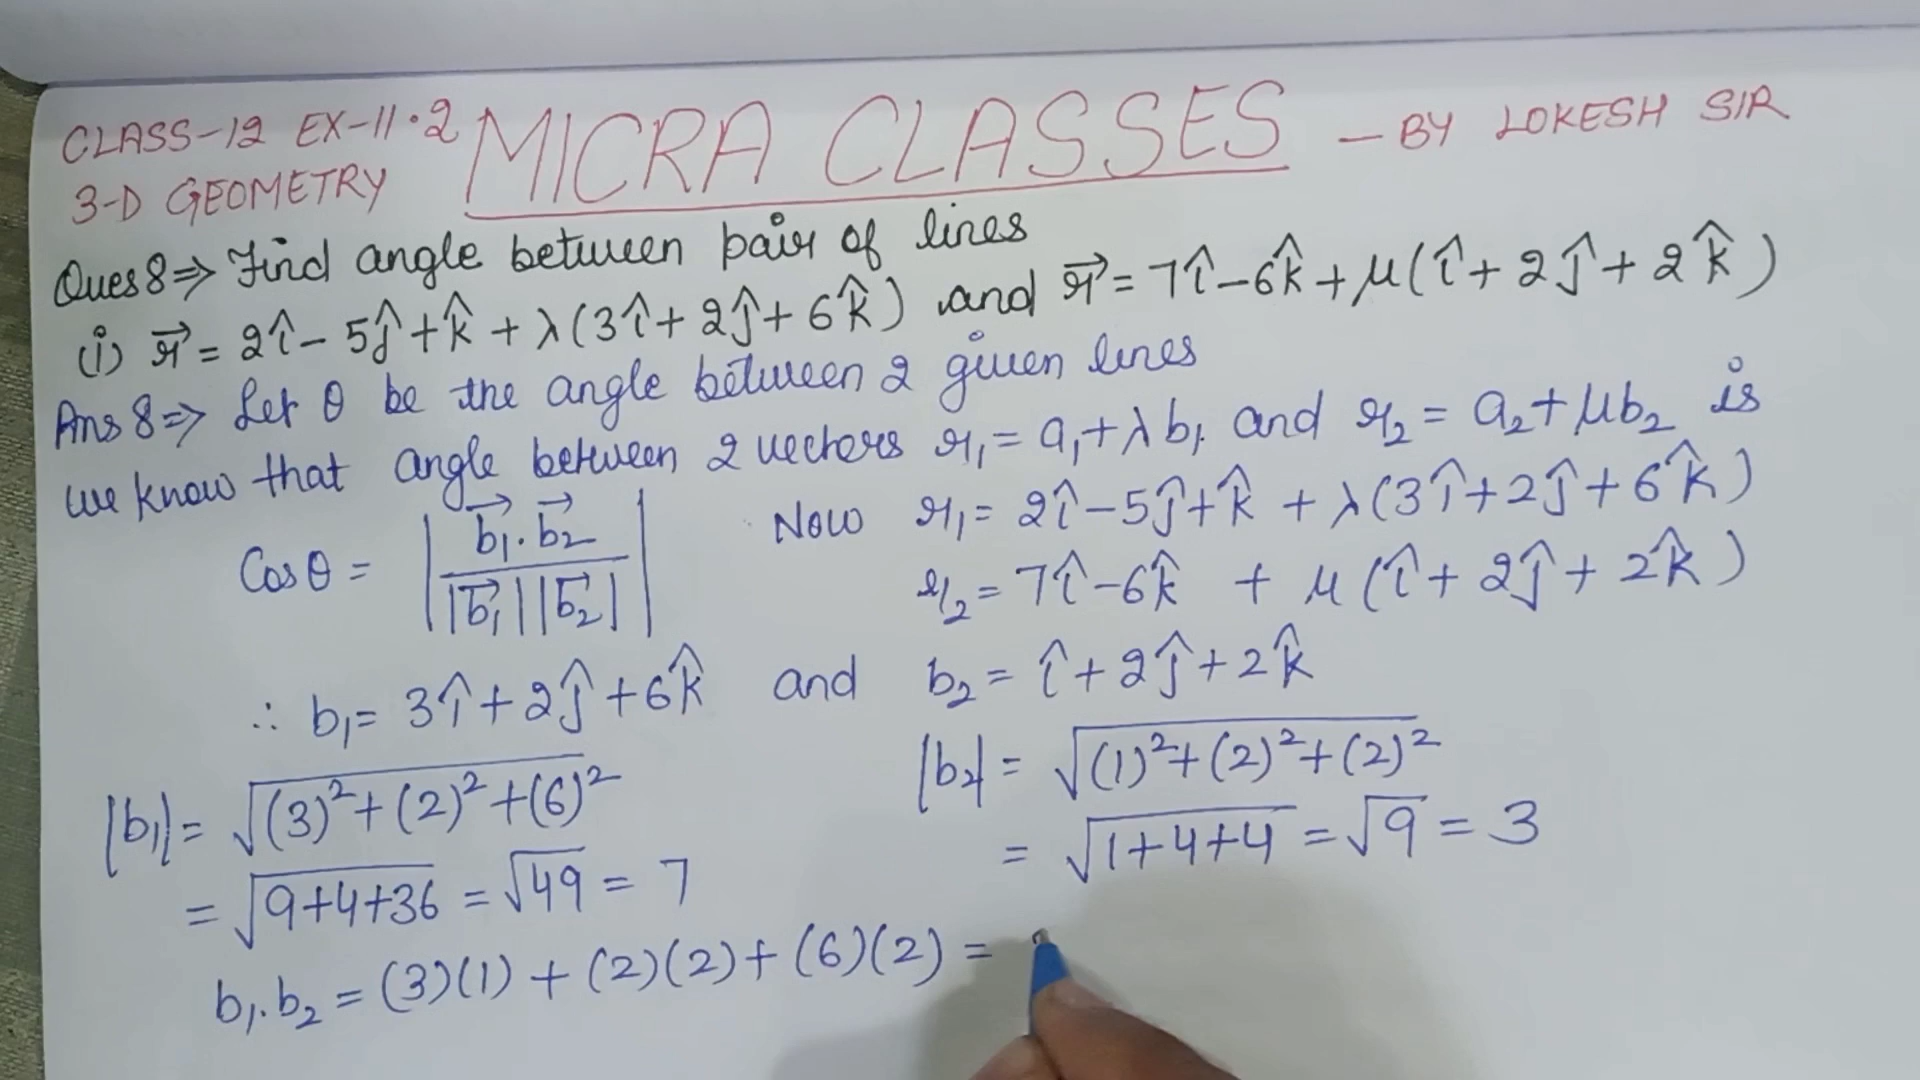 CLASS-12 EX-11.2 MICRA CLASSES - BY LOKESH SIR
3-D GEOMETRY
Ques 8⇒ Find angle between pair of lines
(i) r⃗ = 2î - 5ĵ + k̂ + λ(3î + 2ĵ + 6k̂) and r⃗ = 7î - 6k̂ + μ(î + 2ĵ + 2k̂)
Ans 8⇒ Let θ be the angle between 2 given lines
we know that angle between 2 vectors r₁ = a₁ + λb₁ and r₂ = a₂ + μb₂ is
Cosθ = |b₁⃗.b₂⃗ / |b₁⃗||b₂⃗||
Now r₁ = 2î - 5ĵ + k̂ + λ(3î + 2ĵ + 6k̂)
r₂ = 7î - 6k̂ + μ(î + 2ĵ + 2k̂)
∴ b₁ = 3î + 2ĵ + 6k̂ and b₂ = î + 2ĵ + 2k̂
|b₁| = √(3)² + (2)² + (6)²
= √9+4+36 = √49 = 7
|b₂| = √(1)² + (2)² + (2)²
= √1+4+4 = √9 = 3
b₁.b₂ = (3)(1) + (2)(2) + (6)(2) =